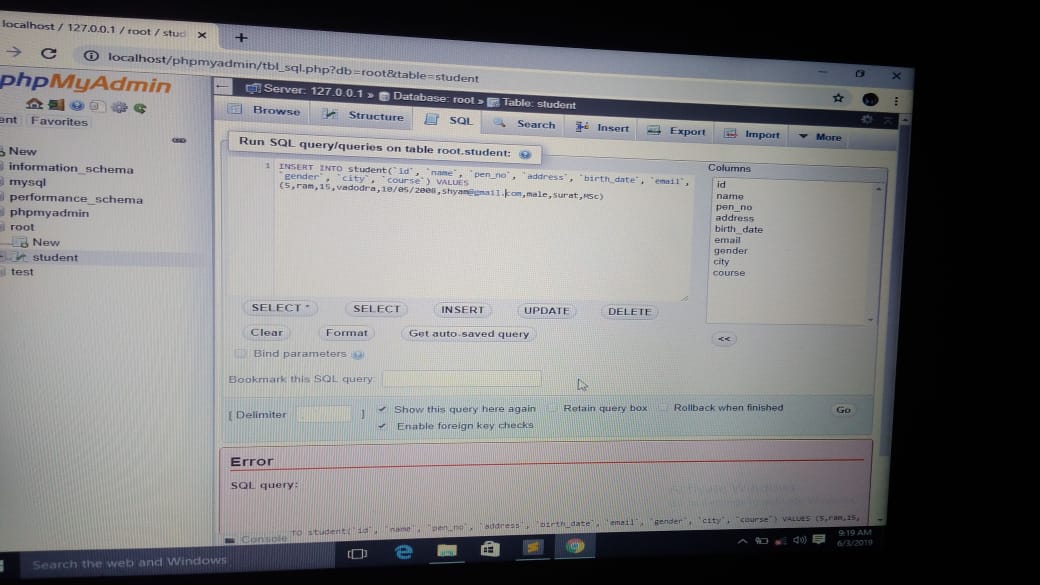 localhost / 127.0.0.1 / root / stud
localhost/phpmyadmin/tbl_sql.php?db=root&table=student
phpMyAdmin
ent Favorites
New
information_schema
mysql
performance_schema
phpmyadmin
root
New
student
test
Server: 127.0.0.1 » Database: root » Table: student
Browse Structure SQL Search Insert Export Import More
Run SQL query/queries on table root.student:
1 INSERT INTO student(`id`, `name`, `pen_no`, `address`, `birth_date`, `email`,
`gender`, `city`, `course`) VALUES
(5,ram,15,vadodra,10/05/2008,shyam@gmail.com,male,surat,MSc)
Columns
id
name
pen_no
address
birth_date
email
gender
city
course
SELECT * SELECT INSERT UPDATE DELETE
Clear Format Get auto-saved query
<<
Bind parameters
Bookmark this SQL query:
[ Delimiter ] Show this query here again Retain query box Rollback when finished Go
Enable foreign key checks
Error
SQL query:
Activate Windows
TO student(`id`, `name`, `pen_no`, `address`, `birth_date`, `email`, `gender`, `city`, `course`) VALUES (5,ram,15,
Console
Search the web and Windows
9:19 AM
6/3/2019